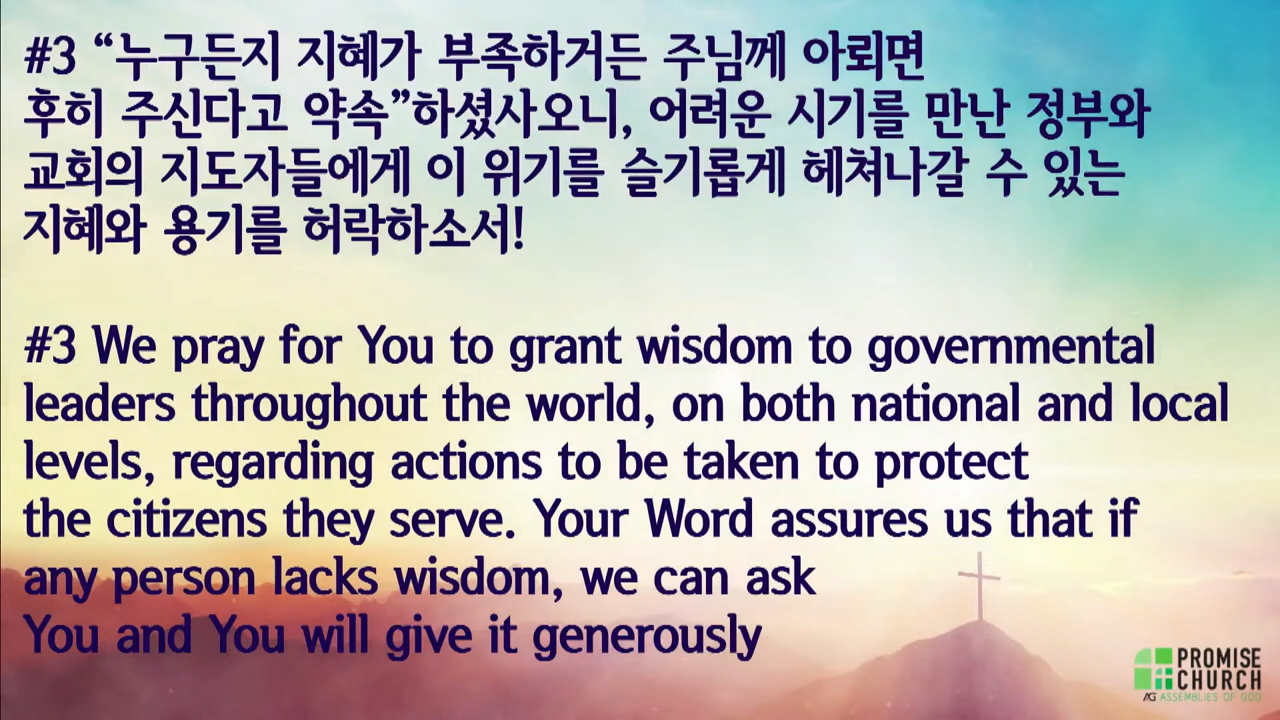 #3 “누구든지 지혜가 부족하거든 주님께 아뢰면
후히 주신다고 약속”하셨사오니, 어려운 시기를 만난 정부와
교회의 지도자들에게 이 위기를 슬기롭게 헤쳐나갈 수 있는
지혜와 용기를 허락하소서!
#3 We pray for You to grant wisdom to governmental
leaders throughout the world, on both national and local
levels, regarding actions to be taken to protect
the citizens they serve. Your Word assures us that if
any person lacks wisdom, we can ask
You and You will give it generously
PROMISE
CHURCH
AG ASSEMBLIES OF GOD